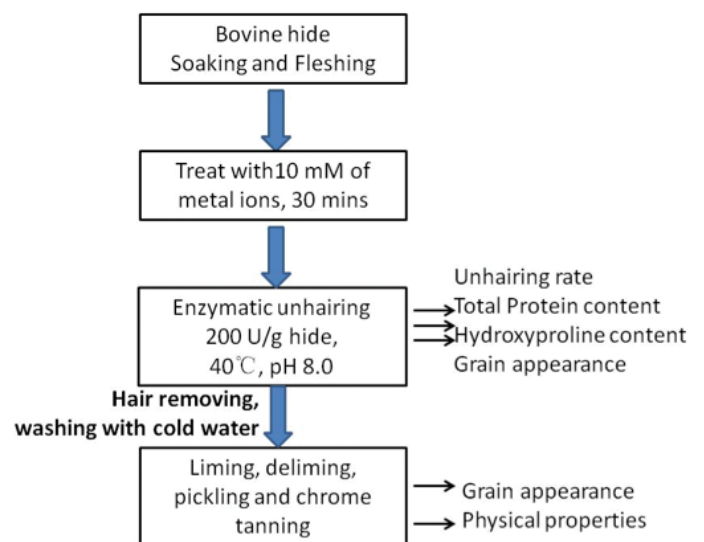 Bovine hide
Soaking and Fleshing
Treat with10 mM of
metal ions, 30 mins
Enzymatic unhairing
200 U/g hide,
40℃, pH 8.0
Unhairing rate
Total Protein content
Hydroxyproline content
Grain appearance
Hair removing,
washing with cold water
Liming, deliming,
pickling and chrome
tanning
Grain appearance
Physical properties